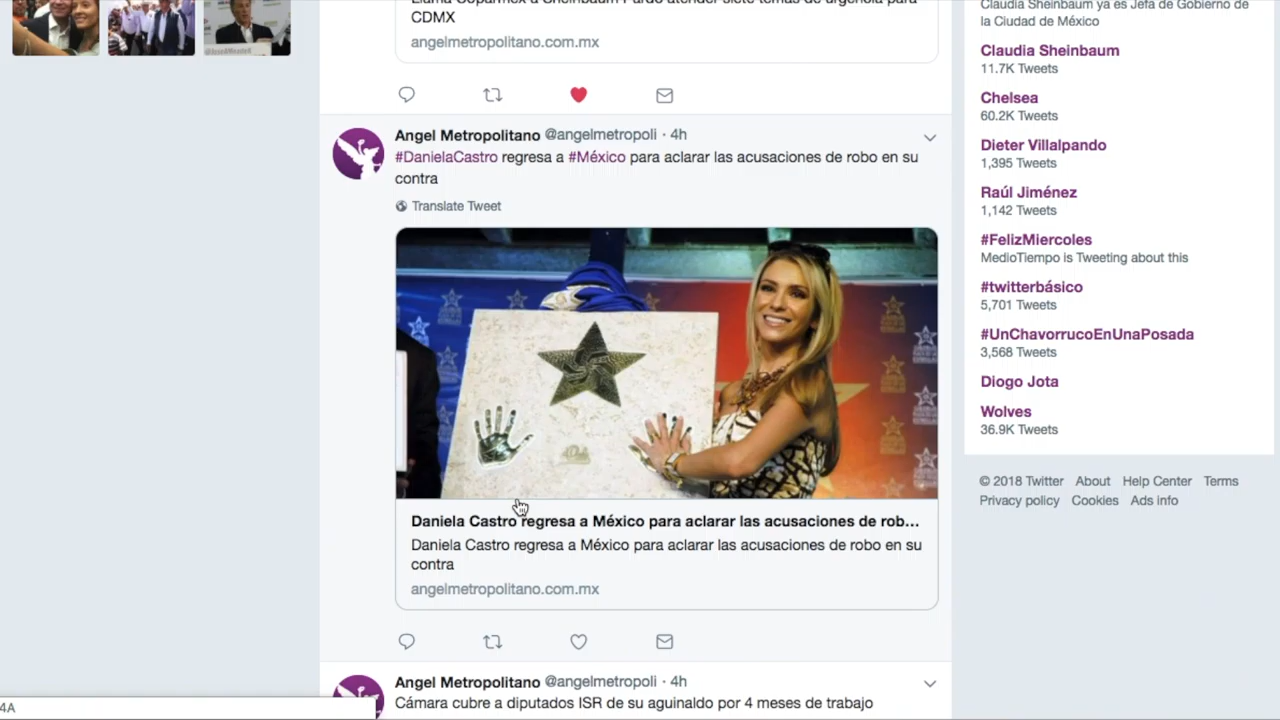 CDMX
angelmetropolitano.com.mx
Angel Metropolitano @angelmetropoli · 4h
#DanielaCastro regresa a #México para aclarar las acusaciones de robo en su
contra
Translate Tweet
Daniela Castro regresa a México para aclarar las acusaciones de rob...
Daniela Castro regresa a México para aclarar las acusaciones de robo en su
contra
angelmetropolitano.com.mx
Angel Metropolitano @angelmetropoli · 4h
Cámara cubre a diputados ISR de su aguinaldo por 4 meses de trabajo
4A
Claudia Sheinbaum ya es Jefa de Gobierno de
la Ciudad de México
Claudia Sheinbaum
11.7K Tweets
Chelsea
60.2K Tweets
Dieter Villalpando
1,395 Tweets
Raúl Jiménez
1,142 Tweets
#FelizMiercoles
MedioTiempo is Tweeting about this
#twitterbásico
5,701 Tweets
#UnChavorrucoEnUnaPosada
3,568 Tweets
Diogo Jota
Wolves
36.9K Tweets
© 2018 Twitter About Help Center Terms
Privacy policy Cookies Ads info